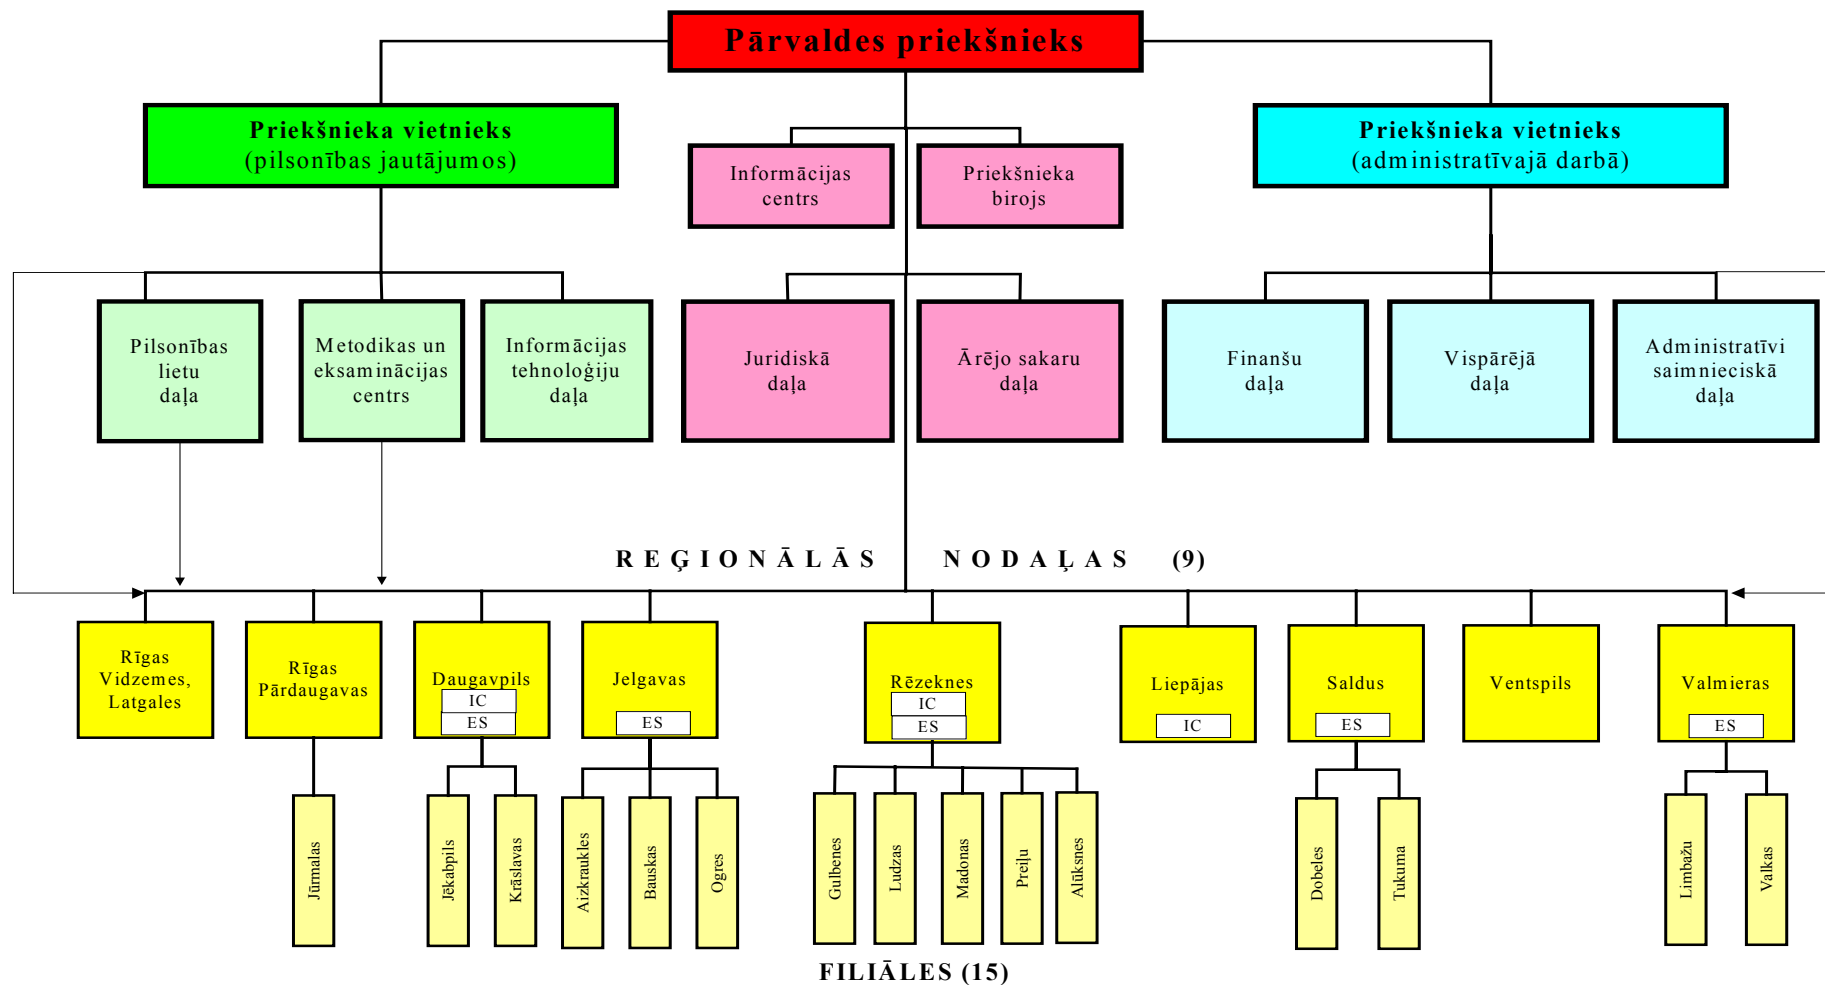 Pārvaldes priekšnieks
Priekšnieka vietnieks
(pilsonības jautājumos)
Priekšnieka vietnieks
(administratīvajā darbā)
Informācijas
centrs
Priekšnieka
birojs
Pilsonības
lietu
daļa
Metodikas un
eksaminācijas
centrs
Informācijas
tehnoloģiju
daļa
Juridiskā
daļa
Ārējo sakaru
daļa
Finanšu
daļa
Vispārējā
daļa
Administratīvi
saimnieciskā
daļa
REĢIONĀLĀS NODAĻAS (9)
Rīgas
Vidzemes,
Latgales
Rīgas
Pārdaugavas
Daugavpils
IC
ES
Jelgavas
ES
Rēzeknes
IC
ES
Liepājas
IC
Saldus
ES
Ventspils
Valmieras
ES
Jūrmalas
Jēkabpils
Krāslavas
Aizkraukles
Bauskas
Ogres
Gulbenes
Ludzas
Madonas
Preiļu
Alūksnes
Dobeles
Tukuma
Limbažu
Valkas
FILIĀLES (15)